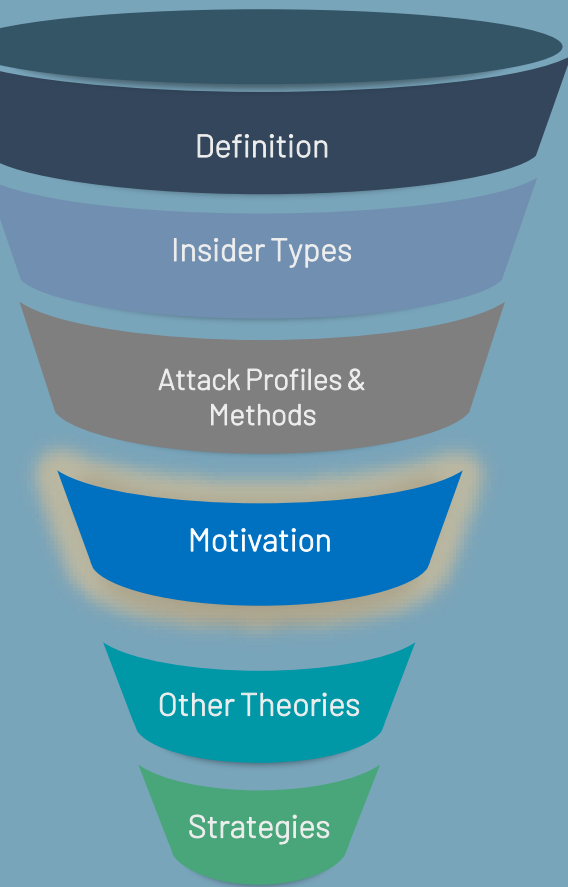 Definition
Insider Types
Attack Profiles &
Methods
Motivation
Other Theories
Strategies